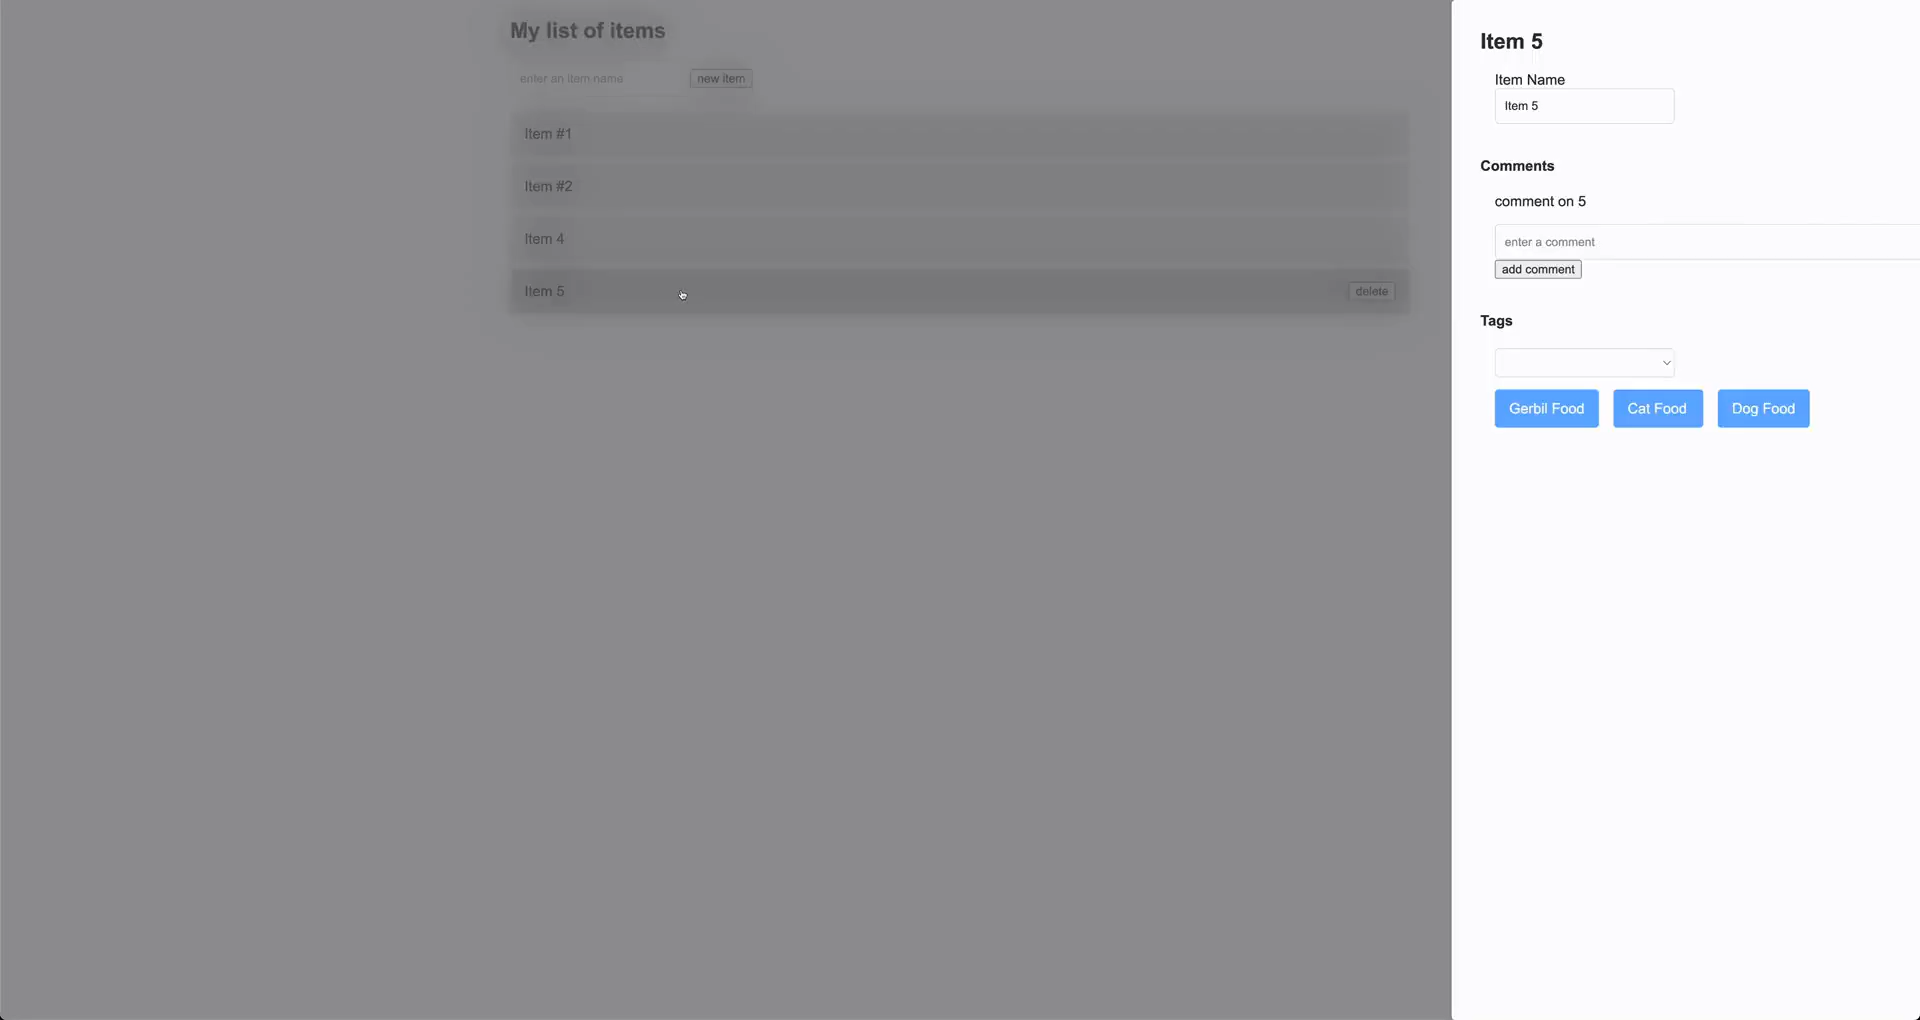 My list of items
enter an item name
new item
Item #1
Item #2
Item 4
Item 5
delete
Item 5
Item Name
Item 5
Comments
comment on 5
enter a comment
add comment
Tags
Gerbil Food
Cat Food
Dog Food